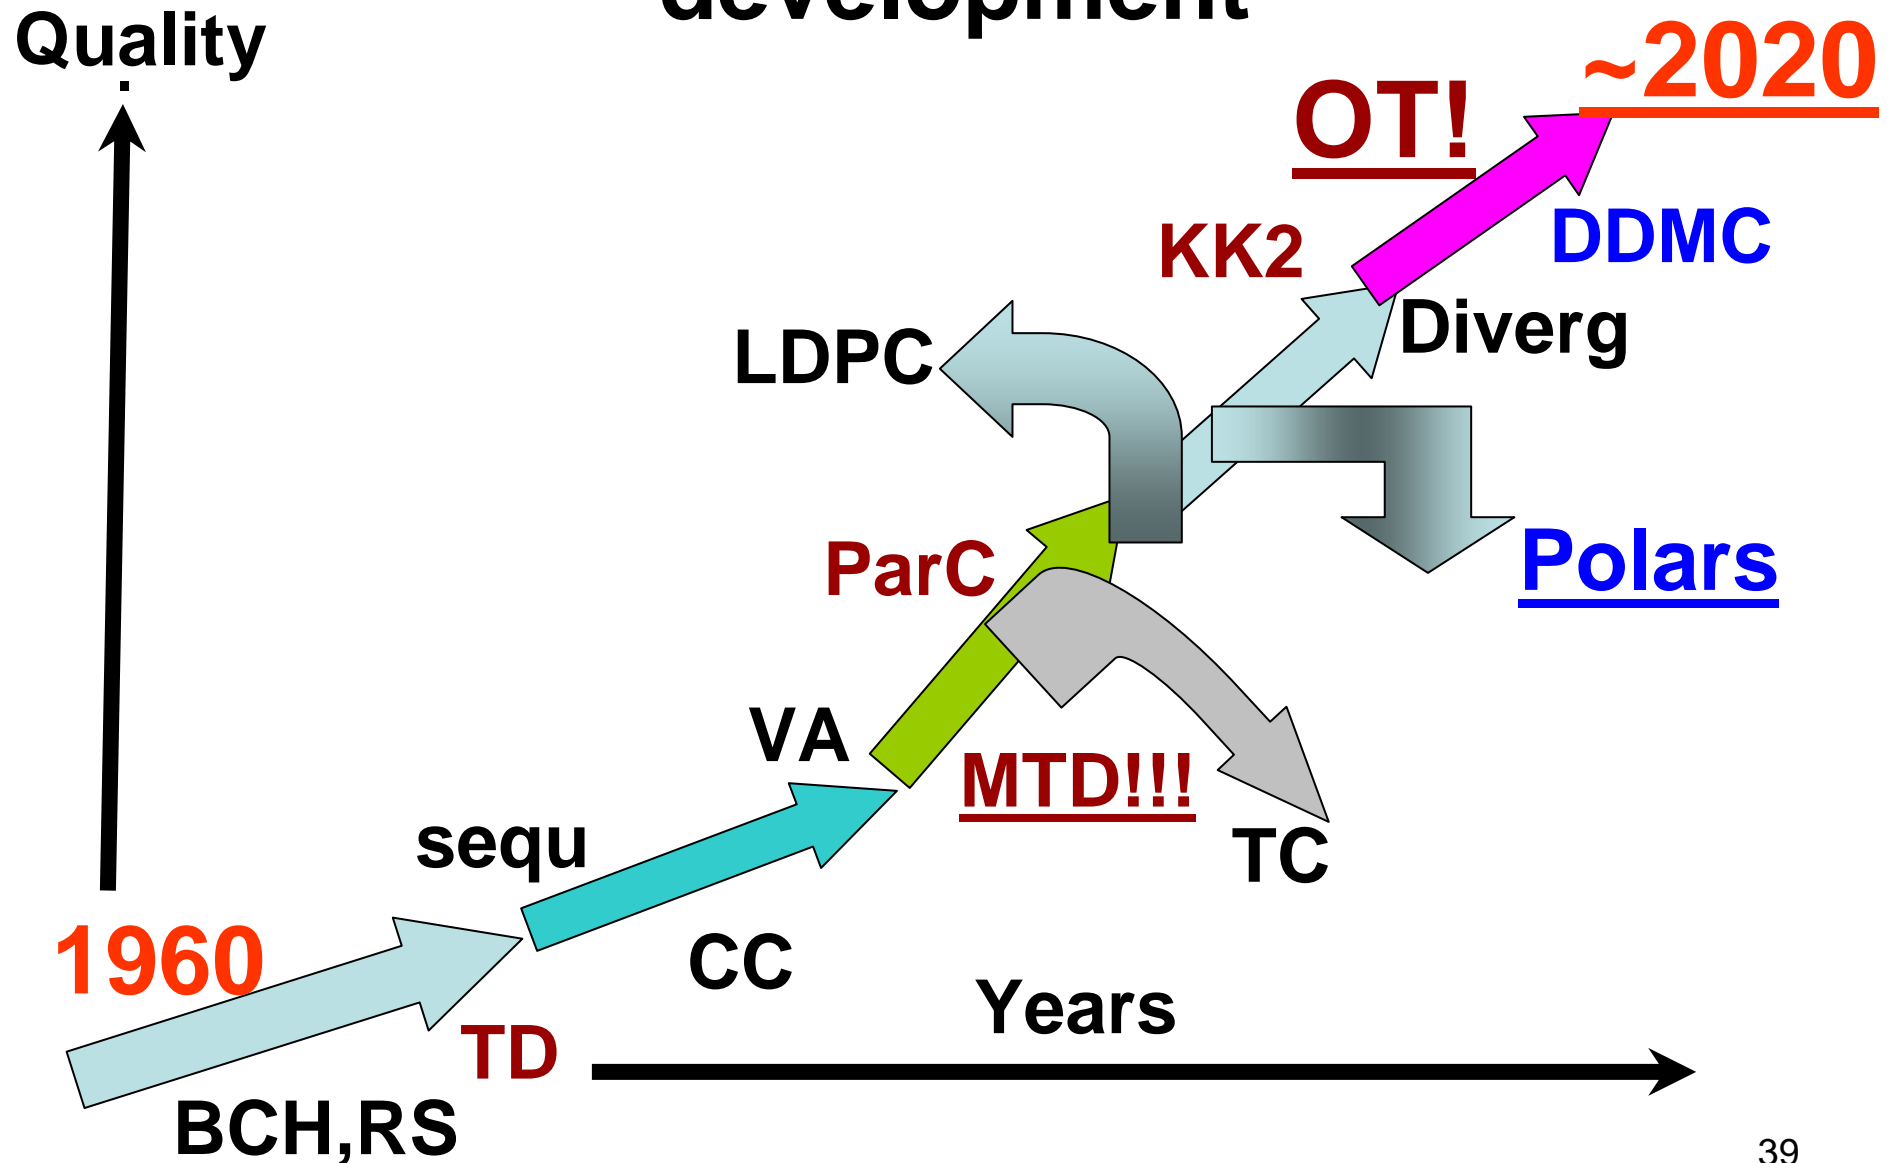 development
Quality
~2020
OT!
DDMC
KK2
Diverg
LDPC
Polars
ParC
VA
MTD!!!
sequ
TC
1960
CC
Years
TD
BCH,RS
39